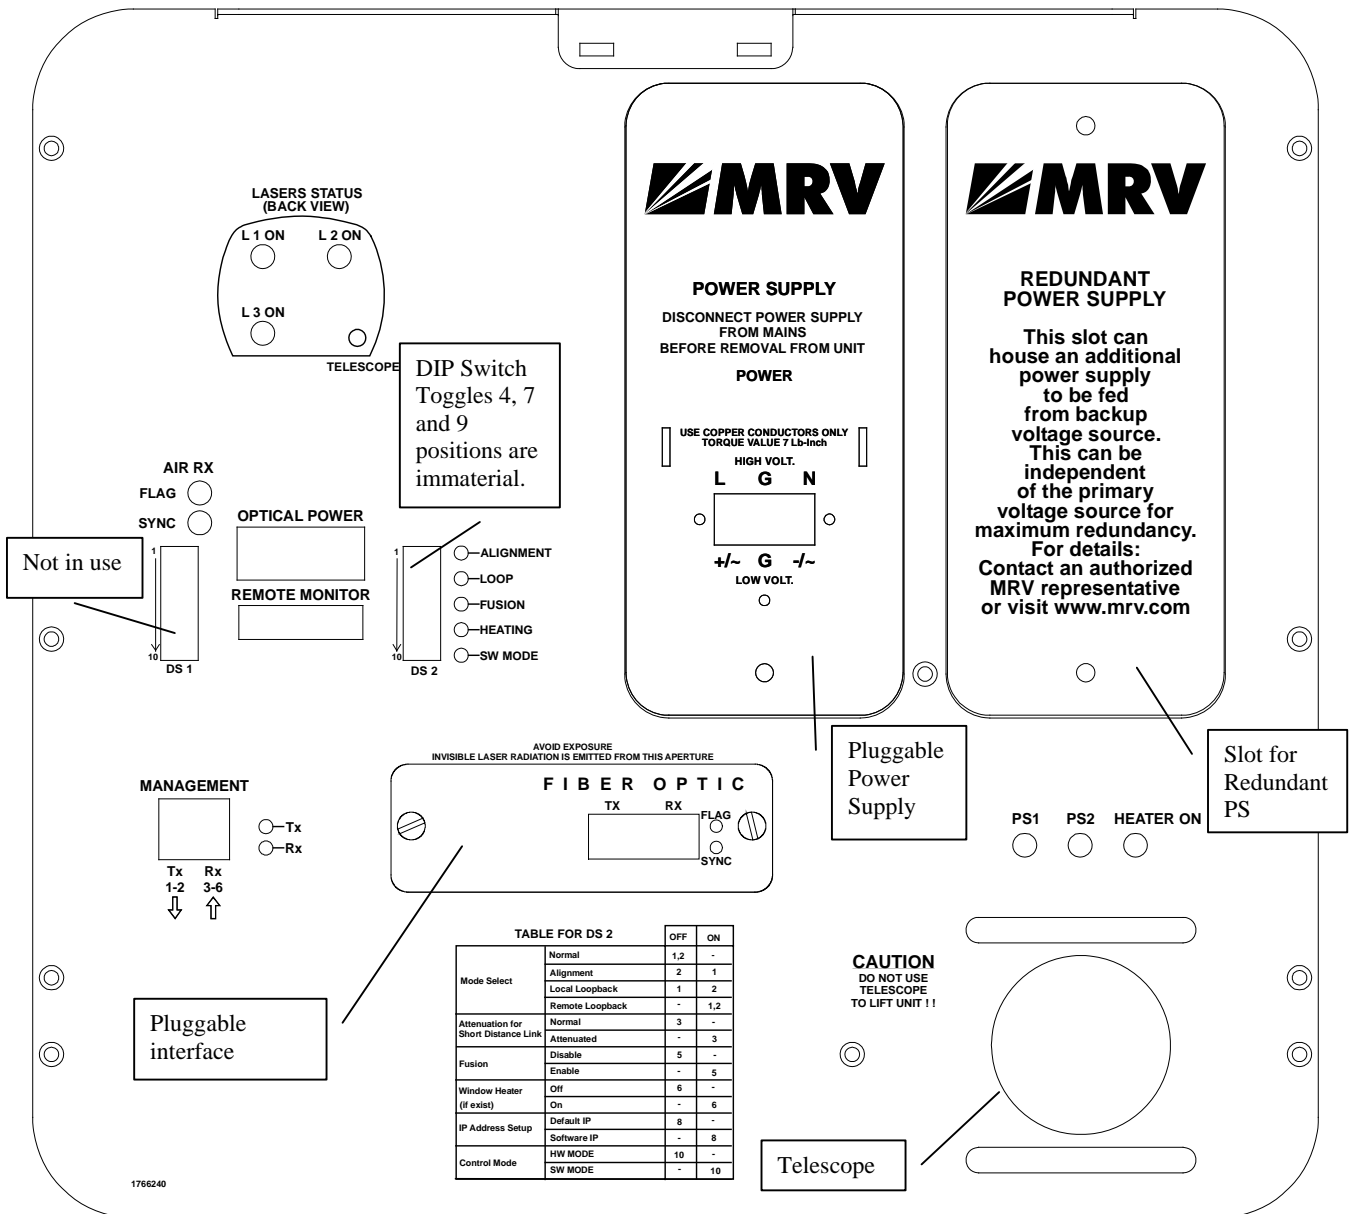 LASERS STATUS
(BACK VIEW)
L 1 ON
L 2 ON
L 3 ON
TELESCOPE
DIP Switch
Toggles 4, 7
and 9
positions are
immaterial.
MRV
POWER SUPPLY
DISCONNECT POWER SUPPLY
FROM MAINS
BEFORE REMOVAL FROM UNIT
POWER
USE COPPER CONDUCTORS ONLY
TORQUE VALUE 7 Lb-Inch
HIGH VOLT.
L G N
+/~ G -/~
LOW VOLT.
MRV
REDUNDANT
POWER SUPPLY
This slot can
house an additional
power supply
to be fed
from backup
voltage source.
This can be
independent
of the primary
voltage source for
maximum redundancy.
For details:
Contact an authorized
MRV representative
or visit www.mrv.com
AIR RX
FLAG
SYNC
Not in use
1
10
DS 1
OPTICAL POWER
REMOTE MONITOR
1
10
DS 2
ALIGNMENT
LOOP
FUSION
HEATING
SW MODE
Pluggable
Power
Supply
Slot for
Redundant
PS
AVOID EXPOSURE
INVISIBLE LASER RADIATION IS EMITTED FROM THIS APERTURE
FIBER OPTIC
TX RX
FLAG
SYNC
MANAGEMENT
Tx
Rx
Tx Rx
1-2 3-6
PS1 PS2 HEATER ON
Pluggable
interface
TABLE FOR DS 2 OFF ON
Mode Select
Normal 1,2 -
Alignment 2 1
Local Loopback 1 2
Remote Loopback - 1,2
Attenuation for
Short Distance Link
Normal 3 -
Attenuated - 3
Fusion
Disable 5 -
Enable - 5
Window Heater
(if exist)
Off 6 -
On - 6
IP Address Setup
Default IP 8 -
Software IP - 8
Control Mode
HW MODE 10 -
SW MODE - 10
CAUTION
DO NOT USE
TELESCOPE
TO LIFT UNIT ! !
Telescope
1766240